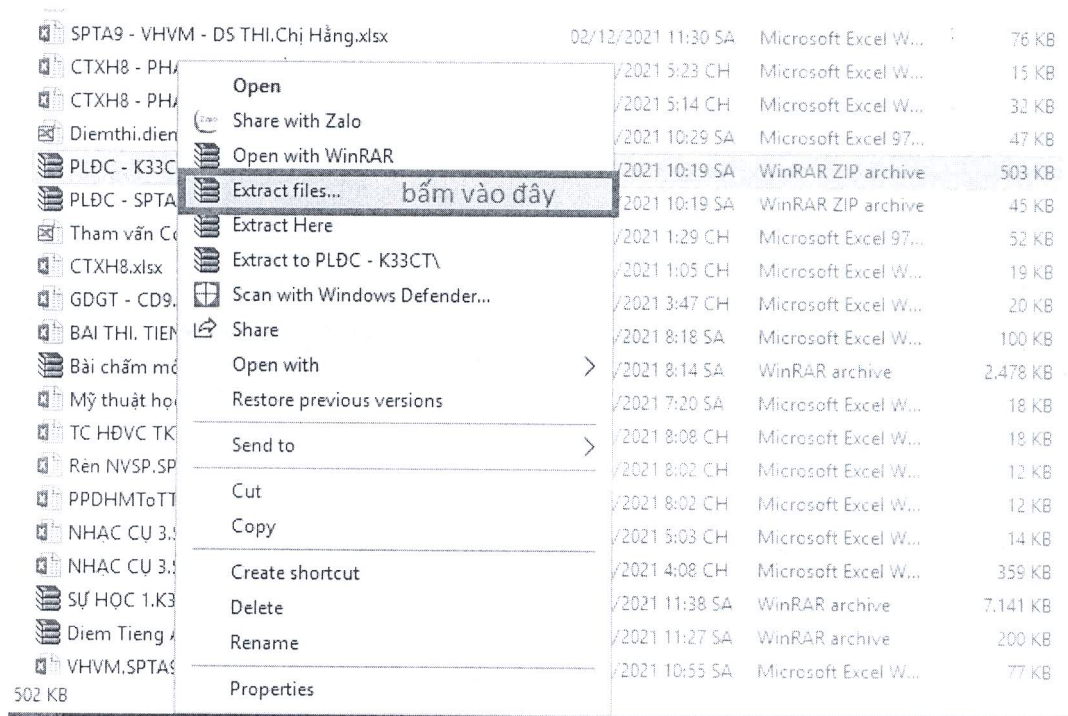 SPTA9 - VHVM - DS THI.Chị Hằng.xlsx 02/12/2021 11:30 SA Microsoft Excel W... 76 KB
CTXH8 - PH /2021 5:23 CH Microsoft Excel W... 15 KB
Open
CTXH8 - PH /2021 5:14 CH Microsoft Excel W... 32 KB
Share with Zalo
Diemthi.dien /2021 10:29 SA Microsoft Excel 97... 47 KB
Open with WinRAR
PLĐC - K33C /2021 10:19 SA WinRAR ZIP archive 503 KB
Extract files... bấm vào đây
PLĐC - SPTA /2021 10:19 SA WinRAR ZIP archive 45 KB
Extract Here
Tham vấn Cộ /2021 1:29 CH Microsoft Excel 97... 52 KB
Extract to PLĐC - K33CT\
CTXH8.xlsx /2021 1:05 CH Microsoft Excel W... 19 KB
Scan with Windows Defender...
GDGT - CD9. /2021 3:47 CH Microsoft Excel W... 20 KB
Share
BAI THI. TIEN /2021 8:18 SA Microsoft Excel W... 100 KB
Open with
Bài chấm mô /2021 8:14 SA WinRAR archive 2.478 KB
Restore previous versions
Mỹ thuật học /2021 7:20 SA Microsoft Excel W... 18 KB
TC HĐVC TK /2021 8:08 CH Microsoft Excel W... 18 KB
Send to
Rèn NVSP.SP /2021 8:02 CH Microsoft Excel W... 12 KB
Cut
PPDHMToTT /2021 8:02 CH Microsoft Excel W... 12 KB
Copy
NHẠC CỤ 3. /2021 5:03 CH Microsoft Excel W... 14 KB
NHẠC CỤ 3. /2021 4:08 CH Microsoft Excel W... 359 KB
Create shortcut
SỰ HỌC 1.K3 /2021 11:38 SA WinRAR archive 7.141 KB
Delete
Diem Tieng /2021 11:27 SA WinRAR archive 200 KB
Rename
VHVM.SPTA9 /2021 10:55 SA Microsoft Excel W... 77 KB
Properties
502 KB